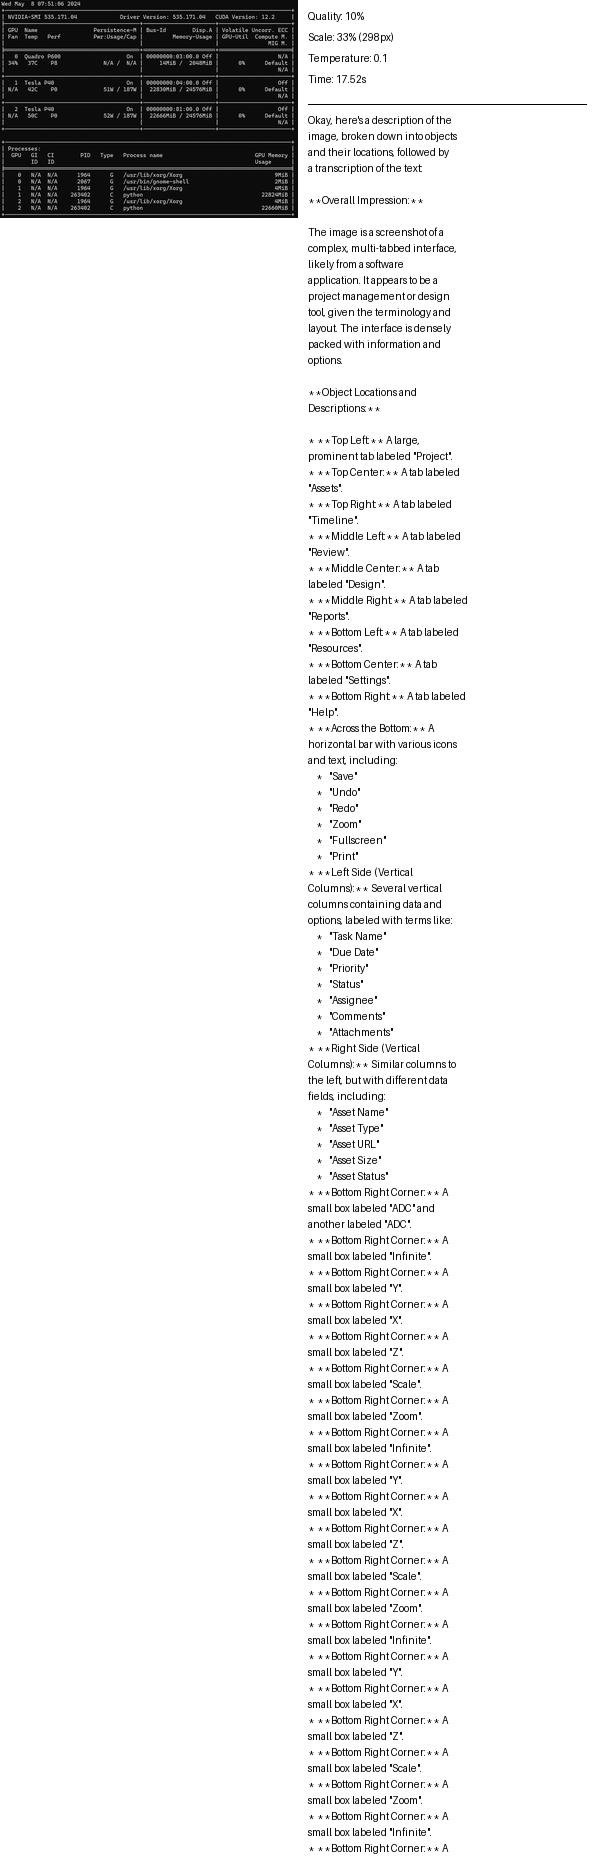 Wed May 8 07:51:06 2024
NVIDIA-SMI 535.171.04 Driver Version: 535.171.04 CUDA Version: 12.2
GPU Name Persistence-M | Bus-Id Disp.A | Volatile Uncorr. ECC
Fan Temp Perf Pwr:Usage/Cap | Memory-Usage | GPU-Util Compute M.
MIG M.
0 Quadro P600 On | 00000000:03:00.0 Off | N/A
34% 37C P8 N/A / N/A | 14MiB / 2048MiB | 0% Default
N/A
1 Tesla P40 On | 00000000:04:00.0 Off | Off
N/A 42C P0 51W / 187W | 22830MiB / 24576MiB | 0% Default
N/A
2 Tesla P40 On | 00000000:81:00.0 Off | Off
N/A 50C P0 52W / 187W | 22666MiB / 24576MiB | 0% Default
N/A
Processes:
GPU GI CI PID Type Process name GPU Memory
ID ID Usage
0 N/A N/A 1964 G /usr/lib/xorg/Xorg 9MiB
0 N/A N/A 2067 G /usr/bin/gnome-shell 2MiB
1 N/A N/A 1964 G /usr/lib/xorg/Xorg 4MiB
1 N/A N/A 263402 C python 22824MiB
2 N/A N/A 1964 G /usr/lib/xorg/Xorg 4MiB
2 N/A N/A 263402 C python 22660MiB
Quality: 10%
Scale: 33% (298px)
Temperature: 0.1
Time: 17.52s
Okay, here's a description of the
image, broken down into objects
and their locations, followed by
a transcription of the text:
**Overall Impression:**
The image is a screenshot of a
complex, multi-tabbed interface,
likely from a software
application. It appears to be a
project management or design
tool, given the terminology and
layout. The interface is densely
packed with information and
options.
**Object Locations and
Descriptions:**
* **Top Left:** A large,
prominent tab labeled "Project".
* **Top Center:** A tab labeled
"Assets".
* **Top Right:** A tab labeled
"Timeline".
* **Middle Left:** A tab labeled
"Review".
* **Middle Center:** A tab
labeled "Design".
* **Middle Right:** A tab labeled
"Reports".
* **Bottom Left:** A tab labeled
"Resources".
* **Bottom Center:** A tab
labeled "Settings".
* **Bottom Right:** A tab labeled
"Help".
* **Across the Bottom:** A
horizontal bar with various icons
and text, including:
* "Save"
* "Undo"
* "Redo"
* "Zoom"
* "Fullscreen"
* "Print"
* **Left Side (Vertical
Columns):** Several vertical
columns containing data and
options, labeled with terms like:
* "Task Name"
* "Due Date"
* "Priority"
* "Status"
* "Assignee"
* "Comments"
* "Attachments"
* **Right Side (Vertical
Columns):** Similar columns to
the left, but with different data
fields, including:
* "Asset Name"
* "Asset Type"
* "Asset URL"
* "Asset Size"
* "Asset Status"
* **Bottom Right Corner:** A
small box labeled "ADC" and
another labeled "ADC".
* **Bottom Right Corner:** A
small box labeled "Infinite".
* **Bottom Right Corner:** A
small box labeled "Y".
* **Bottom Right Corner:** A
small box labeled "X".
* **Bottom Right Corner:** A
small box labeled "Z".
* **Bottom Right Corner:** A
small box labeled "Scale".
* **Bottom Right Corner:** A
small box labeled "Zoom".
* **Bottom Right Corner:** A
small box labeled "Infinite".
* **Bottom Right Corner:** A
small box labeled "Y".
* **Bottom Right Corner:** A
small box labeled "X".
* **Bottom Right Corner:** A
small box labeled "Z".
* **Bottom Right Corner:** A
small box labeled "Scale".
* **Bottom Right Corner:** A
small box labeled "Zoom".
* **Bottom Right Corner:** A
small box labeled "Infinite".
* **Bottom Right Corner:** A
small box labeled "Y".
* **Bottom Right Corner:** A
small box labeled "X".
* **Bottom Right Corner:** A
small box labeled "Z".
* **Bottom Right Corner:** A
small box labeled "Scale".
* **Bottom Right Corner:** A
small box labeled "Zoom".
* **Bottom Right Corner:** A
small box labeled "Infinite".
* **Bottom Right Corner:** A